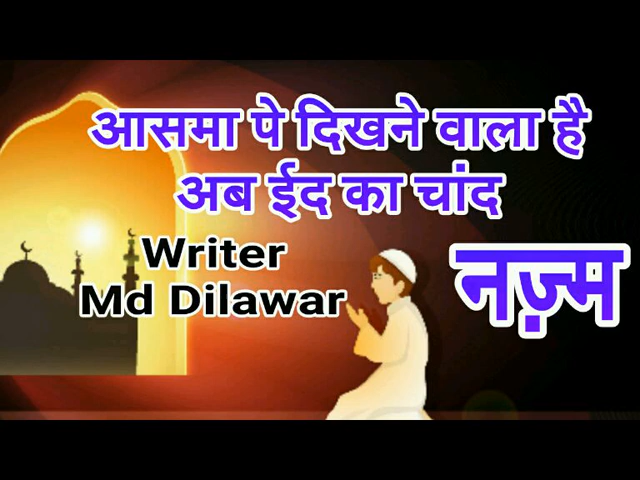 आसमा पे दिखने वाला है
अब ईद का चांद
Writer
Md Dilawar
नज़्म